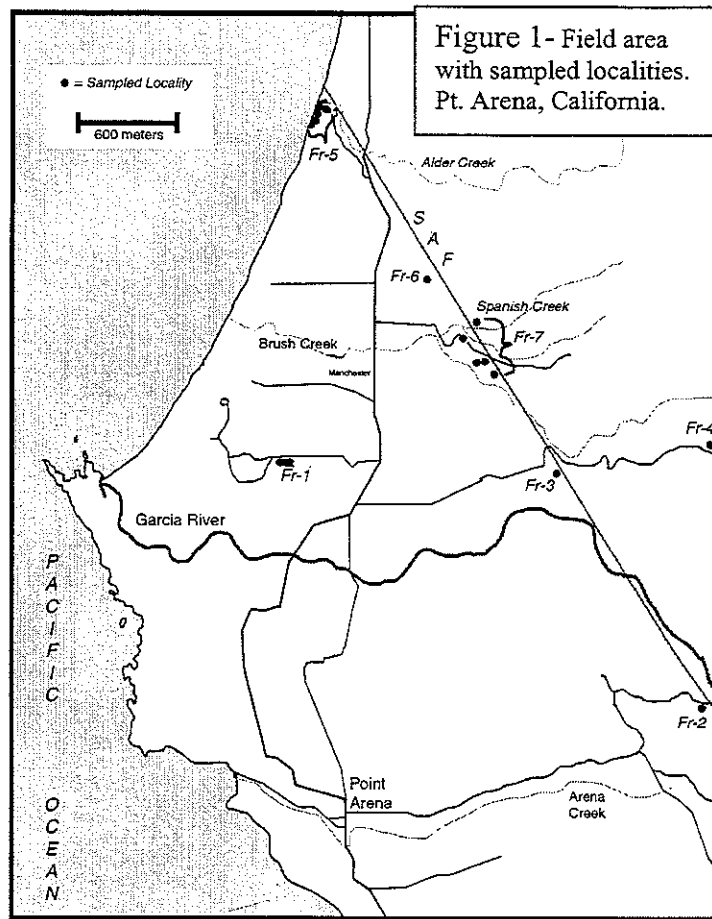 Figure 1- Field area
with sampled localities.
Pt. Arena, California.
● = Sampled Locality
600 meters
Fr-5
Alder Creek
S
A
F
Fr-6
Spanish Creek
Fr-7
Brush Creek
Manchester
Fr-4
Fr-1
Fr-3
Garcia River
PACIFIC
OCEAN
Fr-2
Point
Arena
Arena
Creek